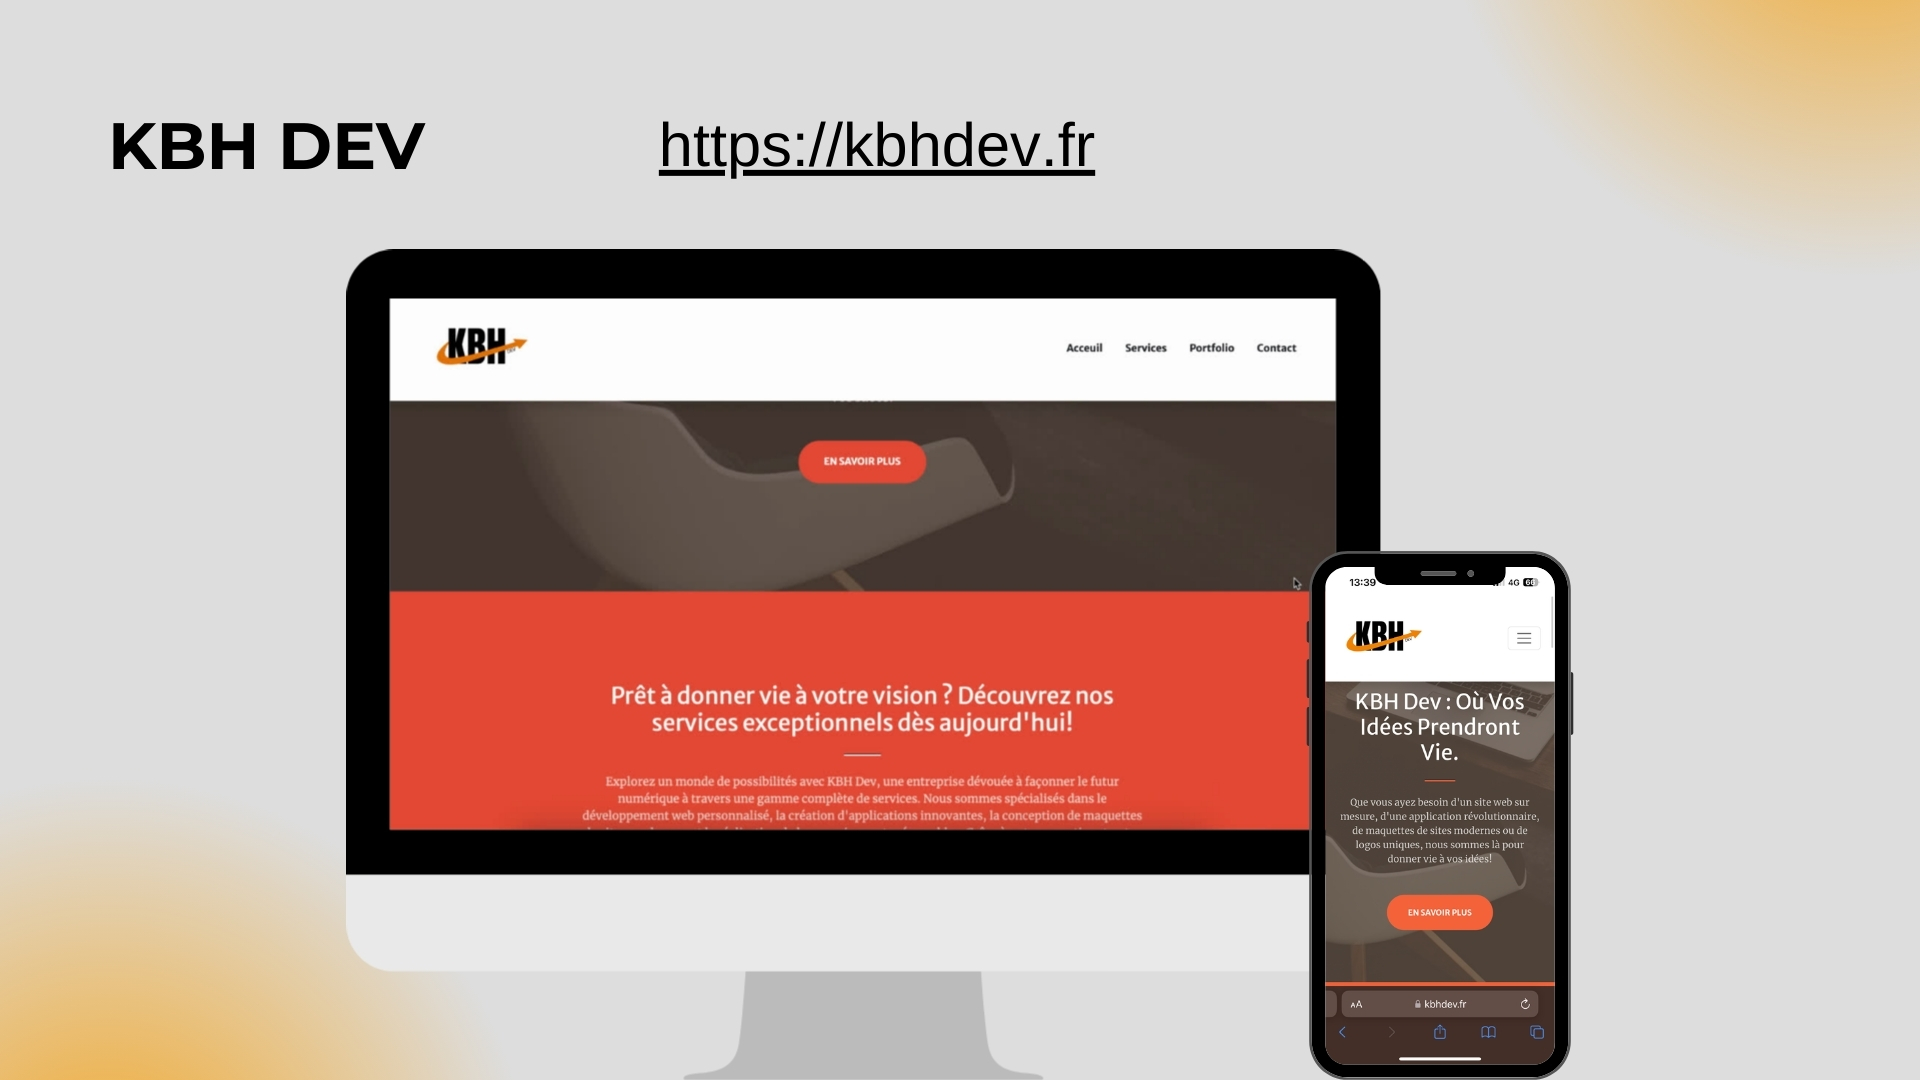 KBH DEV
https://kbhdev.fr
KBH
Acceuil Services Portfolio Contact
EN SAVOIR PLUS
Prêt à donner vie à votre vision ? Découvrez nos
services exceptionnels dès aujourd'hui!
Explorez un monde de possibilités avec KBH Dev, une entreprise dévouée à façonner le futur
numérique à travers une gamme complète de services. Nous sommes spécialisés dans le
développement web personnalisé, la création d'applications innovantes, la conception de maquettes
13:39 4G
KBH
KBH Dev : Où Vos
Idées Prendront
Vie.
Que vous ayez besoin d'un site web sur
mesure, d'une application révolutionnaire,
de maquettes de sites modernes ou de
logos uniques, nous sommes là pour
donner vie à vos idées!
EN SAVOIR PLUS
AA kbhdev.fr